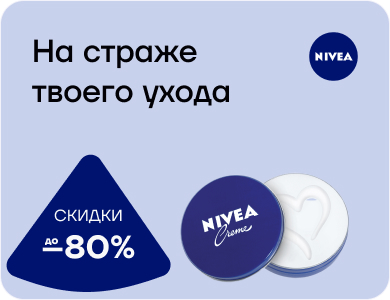 На страже
твоего ухода
NIVEA
СКИДКИ
до –80%
NIVEA
Creme